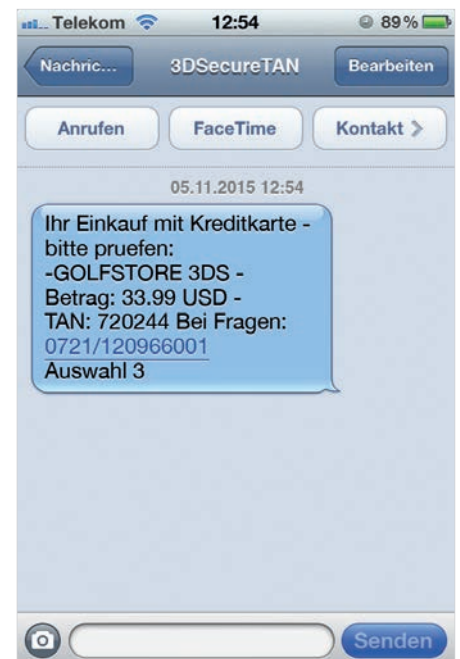 Telekom 12:54 89 %
Nachric... 3DSecureTAN Bearbeiten
Anrufen FaceTime Kontakt
05.11.2015 12:54
Ihr Einkauf mit Kreditkarte -
bitte pruefen:
-GOLFSTORE 3DS -
Betrag: 33.99 USD -
TAN: 720244 Bei Fragen:
0721/120966001
Auswahl 3
Senden